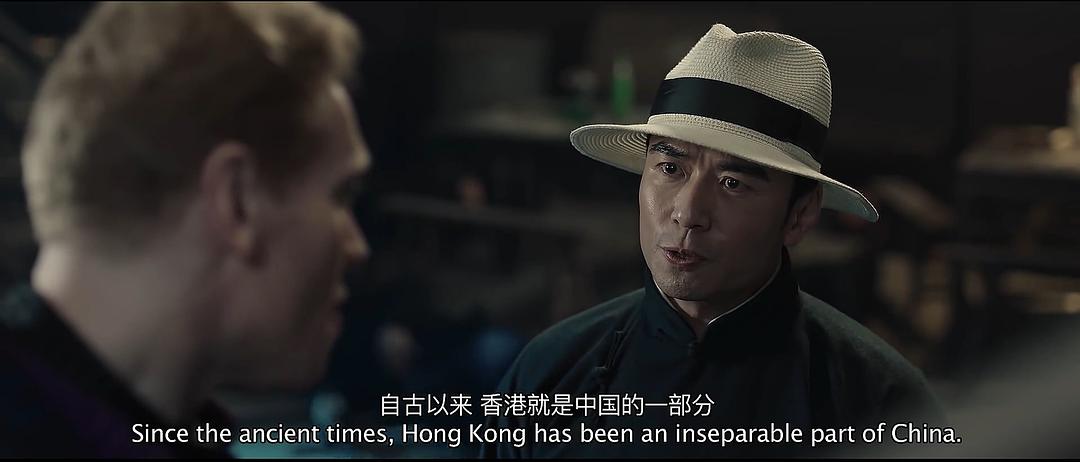 自古以来 香港就是中国的一部分
Since the ancient times, Hong Kong has been an inseparable part of China.